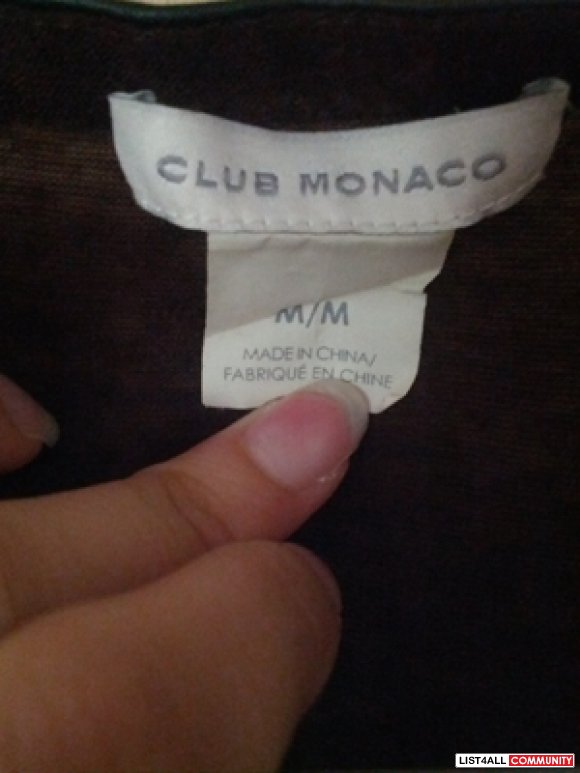 CLUB MONACO
M/M
MADE IN CHINA/
FABRIQUÉ EN CHINE
LIST4ALL COMMUNITY